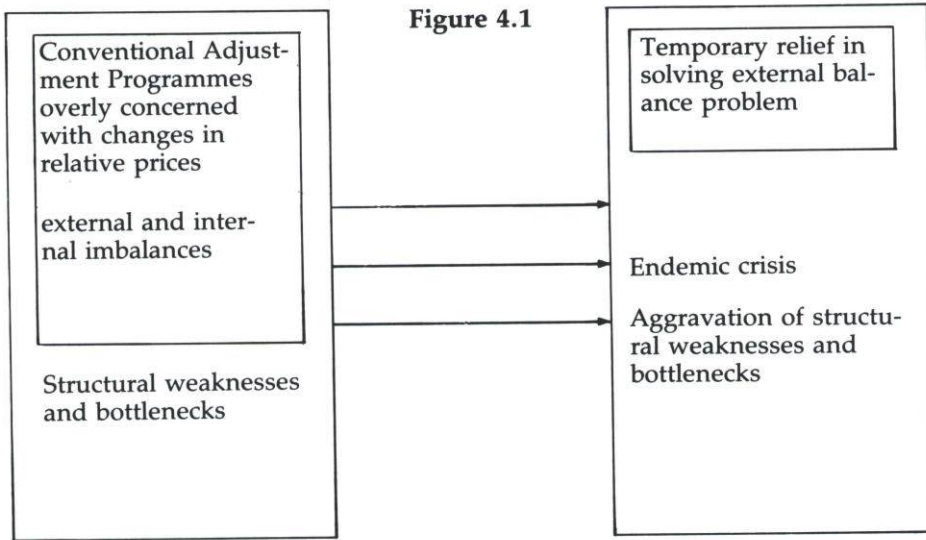 Figure 4.1
Conventional Adjust-
ment Programmes
overly concerned
with changes in
relative prices
external and inter-
nal imbalances
Structural weaknesses
and bottlenecks
Temporary relief in
solving external bal-
ance problem
Endemic crisis
Aggravation of structu-
ral weaknesses and
bottlenecks